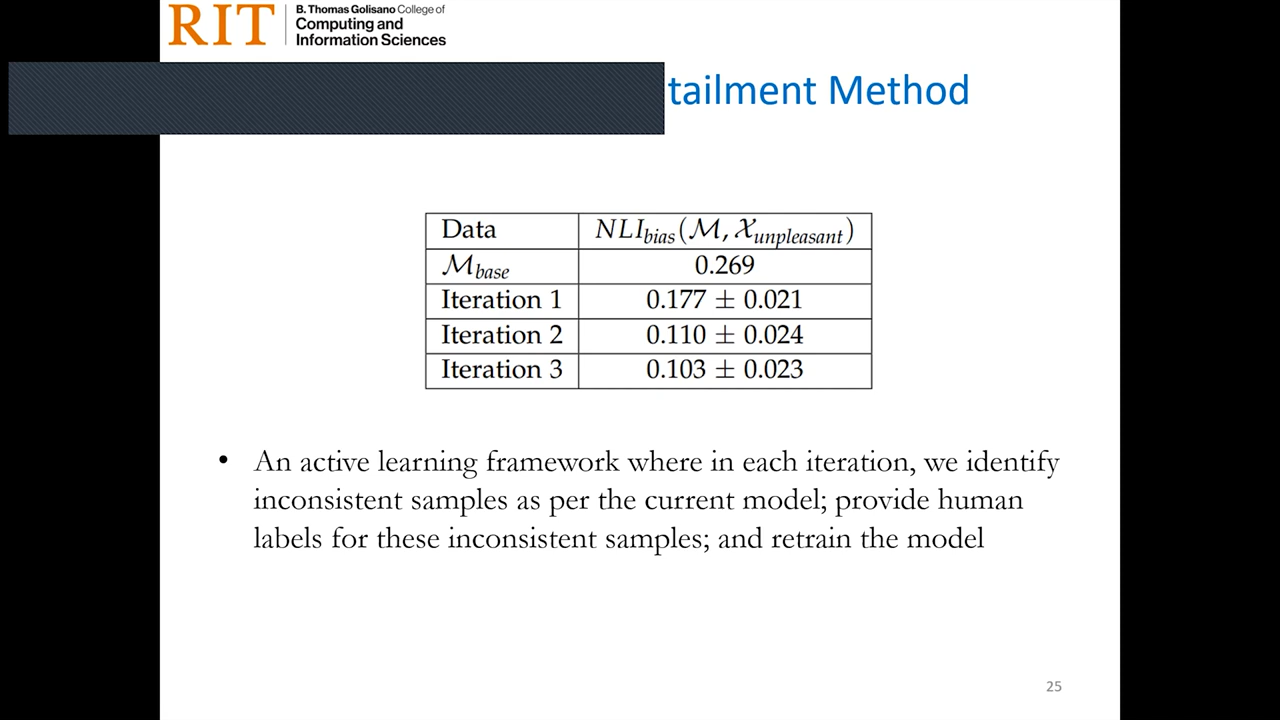 RIT
B. Thomas Golisano College of
Computing and
Information Sciences
tailment Method
Data NLI_bias(ℳ, 𝒳_unpleasant)
ℳ_base 0.269
Iteration 1 0.177 ± 0.021
Iteration 2 0.110 ± 0.024
Iteration 3 0.103 ± 0.023
• An active learning framework where in each iteration, we identify
inconsistent samples as per the current model; provide human
labels for these inconsistent samples; and retrain the model
25